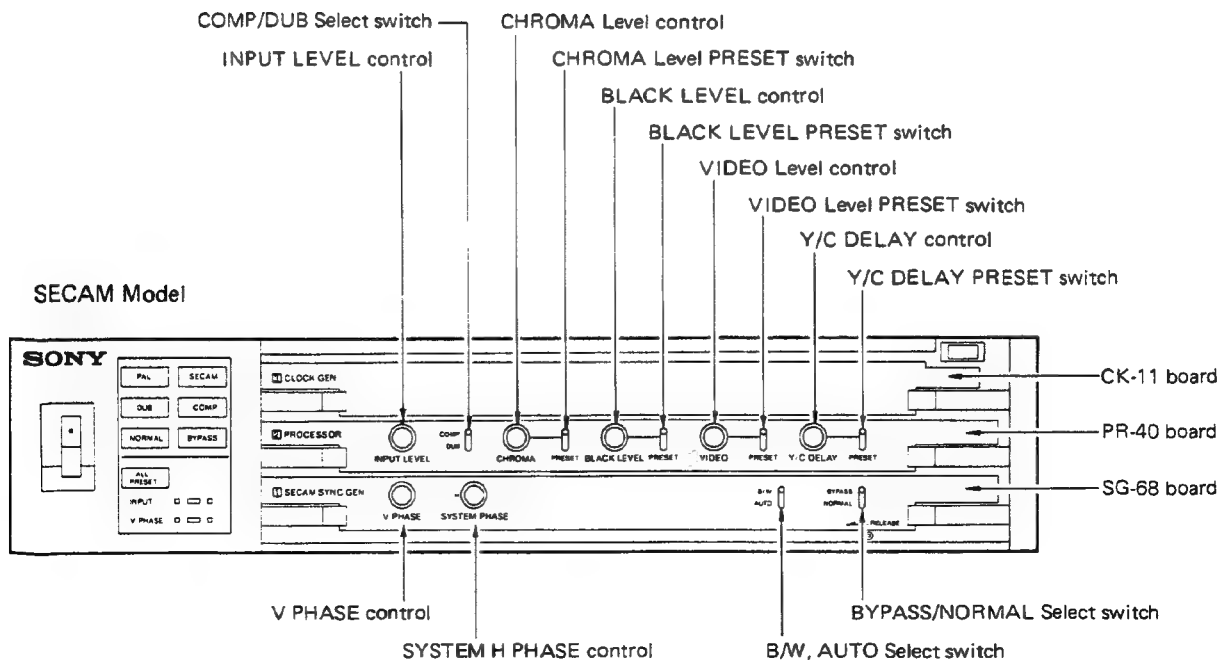 COMP/DUB Select switch
CHROMA Level control
INPUT LEVEL control
CHROMA Level PRESET switch
BLACK LEVEL control
BLACK LEVEL PRESET switch
VIDEO Level control
VIDEO Level PRESET switch
Y/C DELAY control
Y/C DELAY PRESET switch
SECAM Model
SONY
PAL SECAM
DUB COMP
NORMAL BYPASS
ALL PRESET
INPUT
V PHASE
3 CLOCK GEN
CK-11 board
2 PROCESSOR
COMP
DUB
INPUT LEVEL CHROMA PRESET BLACK LEVEL PRESET VIDEO PRESET Y/C DELAY PRESET
PR-40 board
1 SECAM SYNC GEN
V PHASE SYSTEM PHASE
B/W
AUTO
BYPASS
NORMAL
RELEASE
SG-68 board
V PHASE control
BYPASS/NORMAL Select switch
SYSTEM H PHASE control
B/W, AUTO Select switch